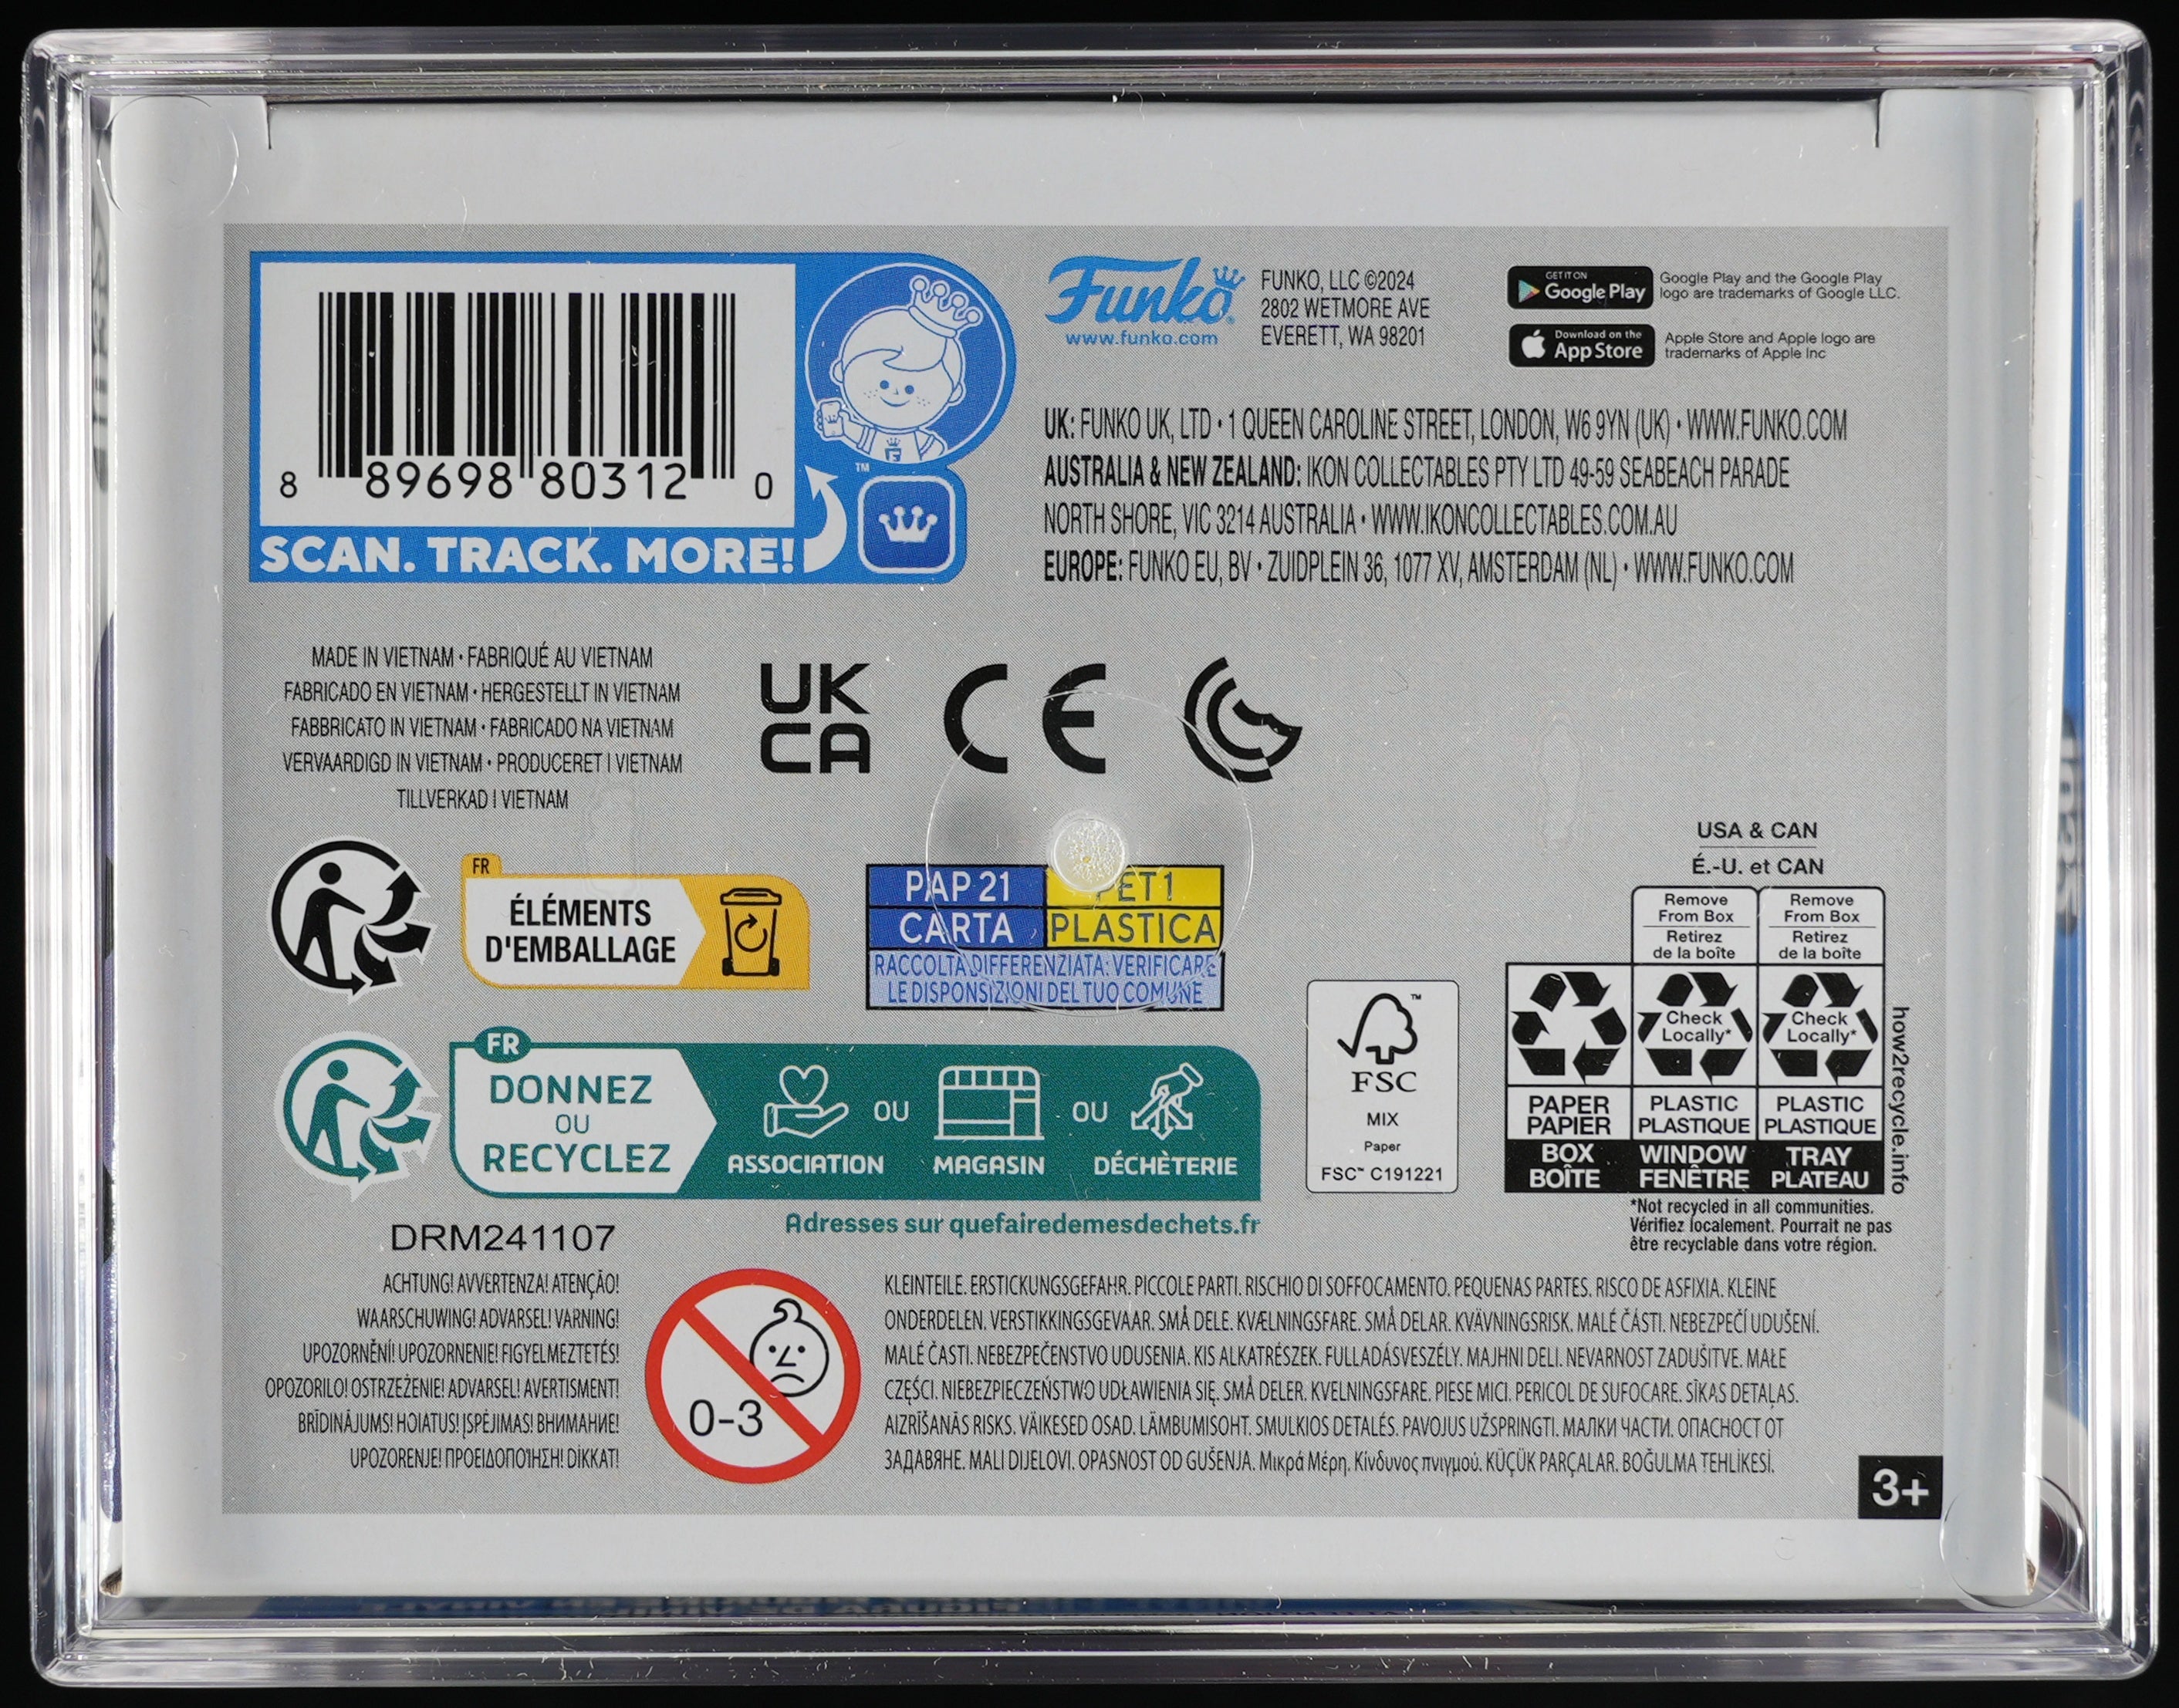 8 89698 80312 0
SCAN. TRACK. MORE!
TM
Funko
www.funko.com
FUNKO, LLC ©2024
2802 WETMORE AVE
EVERETT, WA 98201
GET IT ON
Google Play
Google Play and the Google Play
logo are trademarks of Google LLC.
Download on the
App Store
Apple Store and Apple logo are
trademarks of Apple Inc
UK: FUNKO UK, LTD • 1 QUEEN CAROLINE STREET, LONDON, W6 9YN (UK) • WWW.FUNKO.COM
AUSTRALIA & NEW ZEALAND: IKON COLLECTABLES PTY LTD 49-59 SEABEACH PARADE
NORTH SHORE, VIC 3214 AUSTRALIA • WWW.IKONCOLLECTABLES.COM.AU
EUROPE: FUNKO EU, BV • ZUIDPLEIN 36, 1077 XV, AMSTERDAM (NL) • WWW.FUNKO.COM
MADE IN VIETNAM • FABRIQUÉ AU VIETNAM
FABRICADO EN VIETNAM • HERGESTELLT IN VIETNAM
FABBRICATO IN VIETNAM • FABRICADO NA VIETNAM
VERVAARDIGD IN VIETNAM • PRODUCERET I VIETNAM
TILLVERKAD I VIETNAM
UK
CA
CE
FR
ÉLÉMENTS
D'EMBALLAGE
PAP 21 PET1
CARTA PLASTICA
RACCOLTA DIFFERENZIATA: VERIFICARE
LE DISPONSIZIONI DEL TUO COMUNE
USA & CAN
É.-U. et CAN
Remove
From Box
Retirez
de la boîte
Remove
From Box
Retirez
de la boîte
Check
Locally*
Check
Locally*
PAPER
PAPIER
PLASTIC
PLASTIQUE
PLASTIC
PLASTIQUE
BOX
BOÎTE
WINDOW
FENÊTRE
TRAY
PLATEAU
how2recycle.info
*Not recycled in all communities.
Vérifiez localement. Pourrait ne pas
être recyclable dans votre région.
FSC
™
MIX
Paper
FSC™ C191221
FR
DONNEZ
OU
RECYCLEZ
ASSOCIATION
OU
MAGASIN
OU
DÉCHÈTERIE
Adresses sur quefairedemesdechets.fr
DRM241107
ACHTUNG! AVVERTENZA! ATENÇÃO!
WAARSCHUWING! ADVARSEL! VARNING!
UPOZORNĚNÍ! UPOZORNENIE! FIGYELMEZTETÉS!
OPOZORILO! OSTRZEŻENIE! ADVARSEL! AVERTISMENT!
BRĪDINĀJUMS! HOIATUS! ĮSPĖJIMAS! ВНИМАНИЕ!
UPOZORENJE! ΠΡΟΕΙΔΟΠΟΊΗΣΗ! DİKKAT!
0-3
KLEINTEILE. ERSTICKUNGSGEFAHR. PICCOLE PARTI. RISCHIO DI SOFFOCAMENTO. PEQUENAS PARTES. RISCO DE ASFIXIA. KLEINE
ONDERDELEN. VERSTIKKINGSGEVAAR. SMÅ DELE. KVÆLNINGSFARE. SMÅ DELAR. KVÄVNINGSRISK. MALÉ ČÁSTI. NEBEZPEČÍ UDUŠENÍ.
MALÉ ČASTI. NEBEZPEČENSTVO UDUSENIA. KIS ALKATRÉSZEK. FULLADÁSVESZÉLY. MAJHNI DELI. NEVARNOST ZADUŠITVE. MAŁE
CZĘŚCI. NIEBEZPIECZEŃSTWO UDŁAWIENIA SIĘ. SMÅ DELER. KVELNINGSFARE. PIESE MICI. PERICOL DE SUFOCARE. SĪKAS DETAĻAS.
AIZRĪŠANĀS RISKS. VÄIKESED OSAD. LÄMBUMISOHT. SMULKIOS DETALĖS. PAVOJUS UŽSPRINGTI. МАЛКИ ЧАСТИ. ОПАСНОСТ ОТ
ЗАДАВЯНЕ. MALI DIJELOVI. OPASNOST OD GUŠENJA. Μικρά Μέρη. Κίνδυνος πνιγμού. KÜÇÜK PARÇALAR. BOĞULMA TEHLİKESİ.
3+